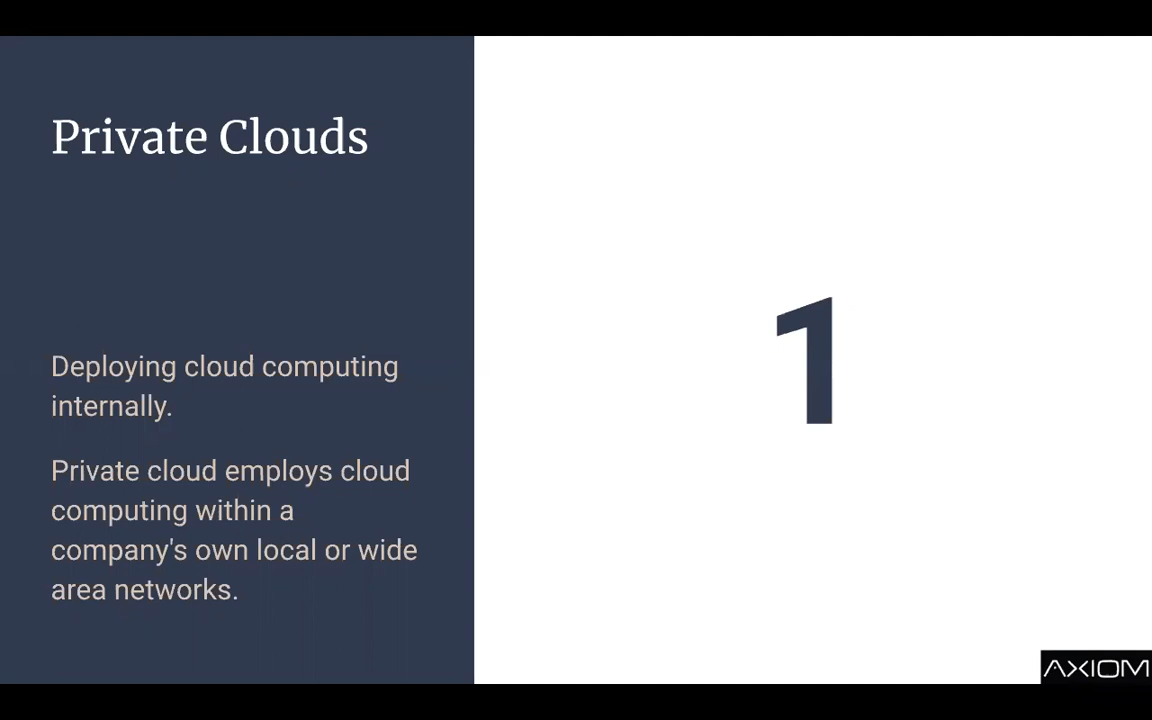 Private Clouds
Deploying cloud computing
internally.
Private cloud employs cloud
computing within a
company's own local or wide
area networks.
1
AXIOM